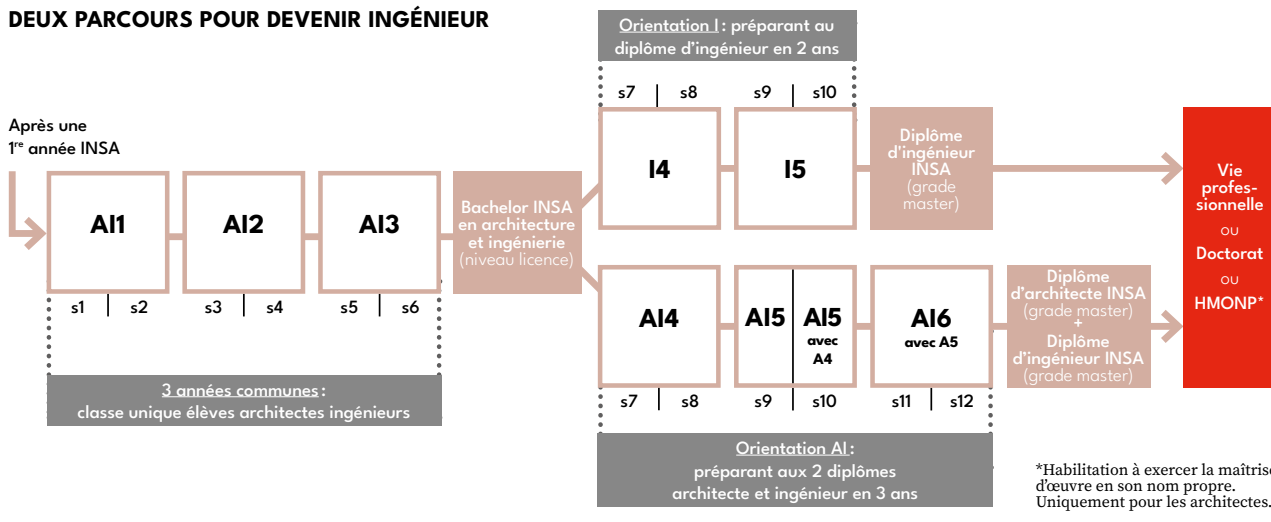 DEUX PARCOURS POUR DEVENIR INGÉNIEUR
Orientation I : préparant au
diplôme d'ingénieur en 2 ans
s7 | s8
s9 | s10
Après une
1re année INSA
AI1
AI2
AI3
s1 | s2
s3 | s4
s5 | s6
3 années communes :
classe unique élèves architectes ingénieurs
Bachelor INSA
en architecture
et ingénierie
(niveau licence)
I4
I5
Diplôme
d'ingénieur
INSA
(grade
master)
AI4
AI5
AI5
avec
A4
AI6
avec A5
s7 | s8
s9 | s10
s11 | s12
Orientation AI :
préparant aux 2 diplômes
architecte et ingénieur en 3 ans
Diplôme
d'architecte INSA
(grade master)
+
Diplôme
d'ingénieur INSA
(grade master)
Vie
profes-
sionnelle
OU
Doctorat
OU
HMONP*
*Habilitation à exercer la maîtrise
d'œuvre en son nom propre.
Uniquement pour les architectes.